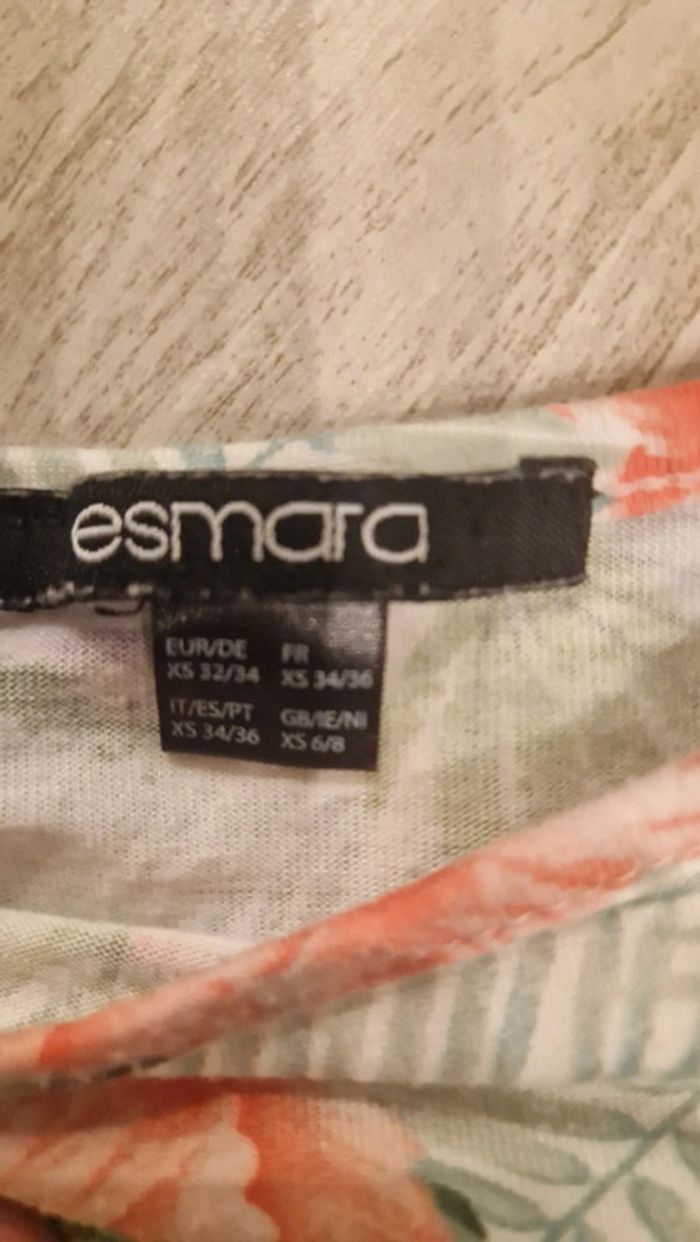 esmara
EUR/DE FR
XS 32/34 XS 34/36
IT/ES/PT GB/IE/NI
XS 34/36 XS 6/8